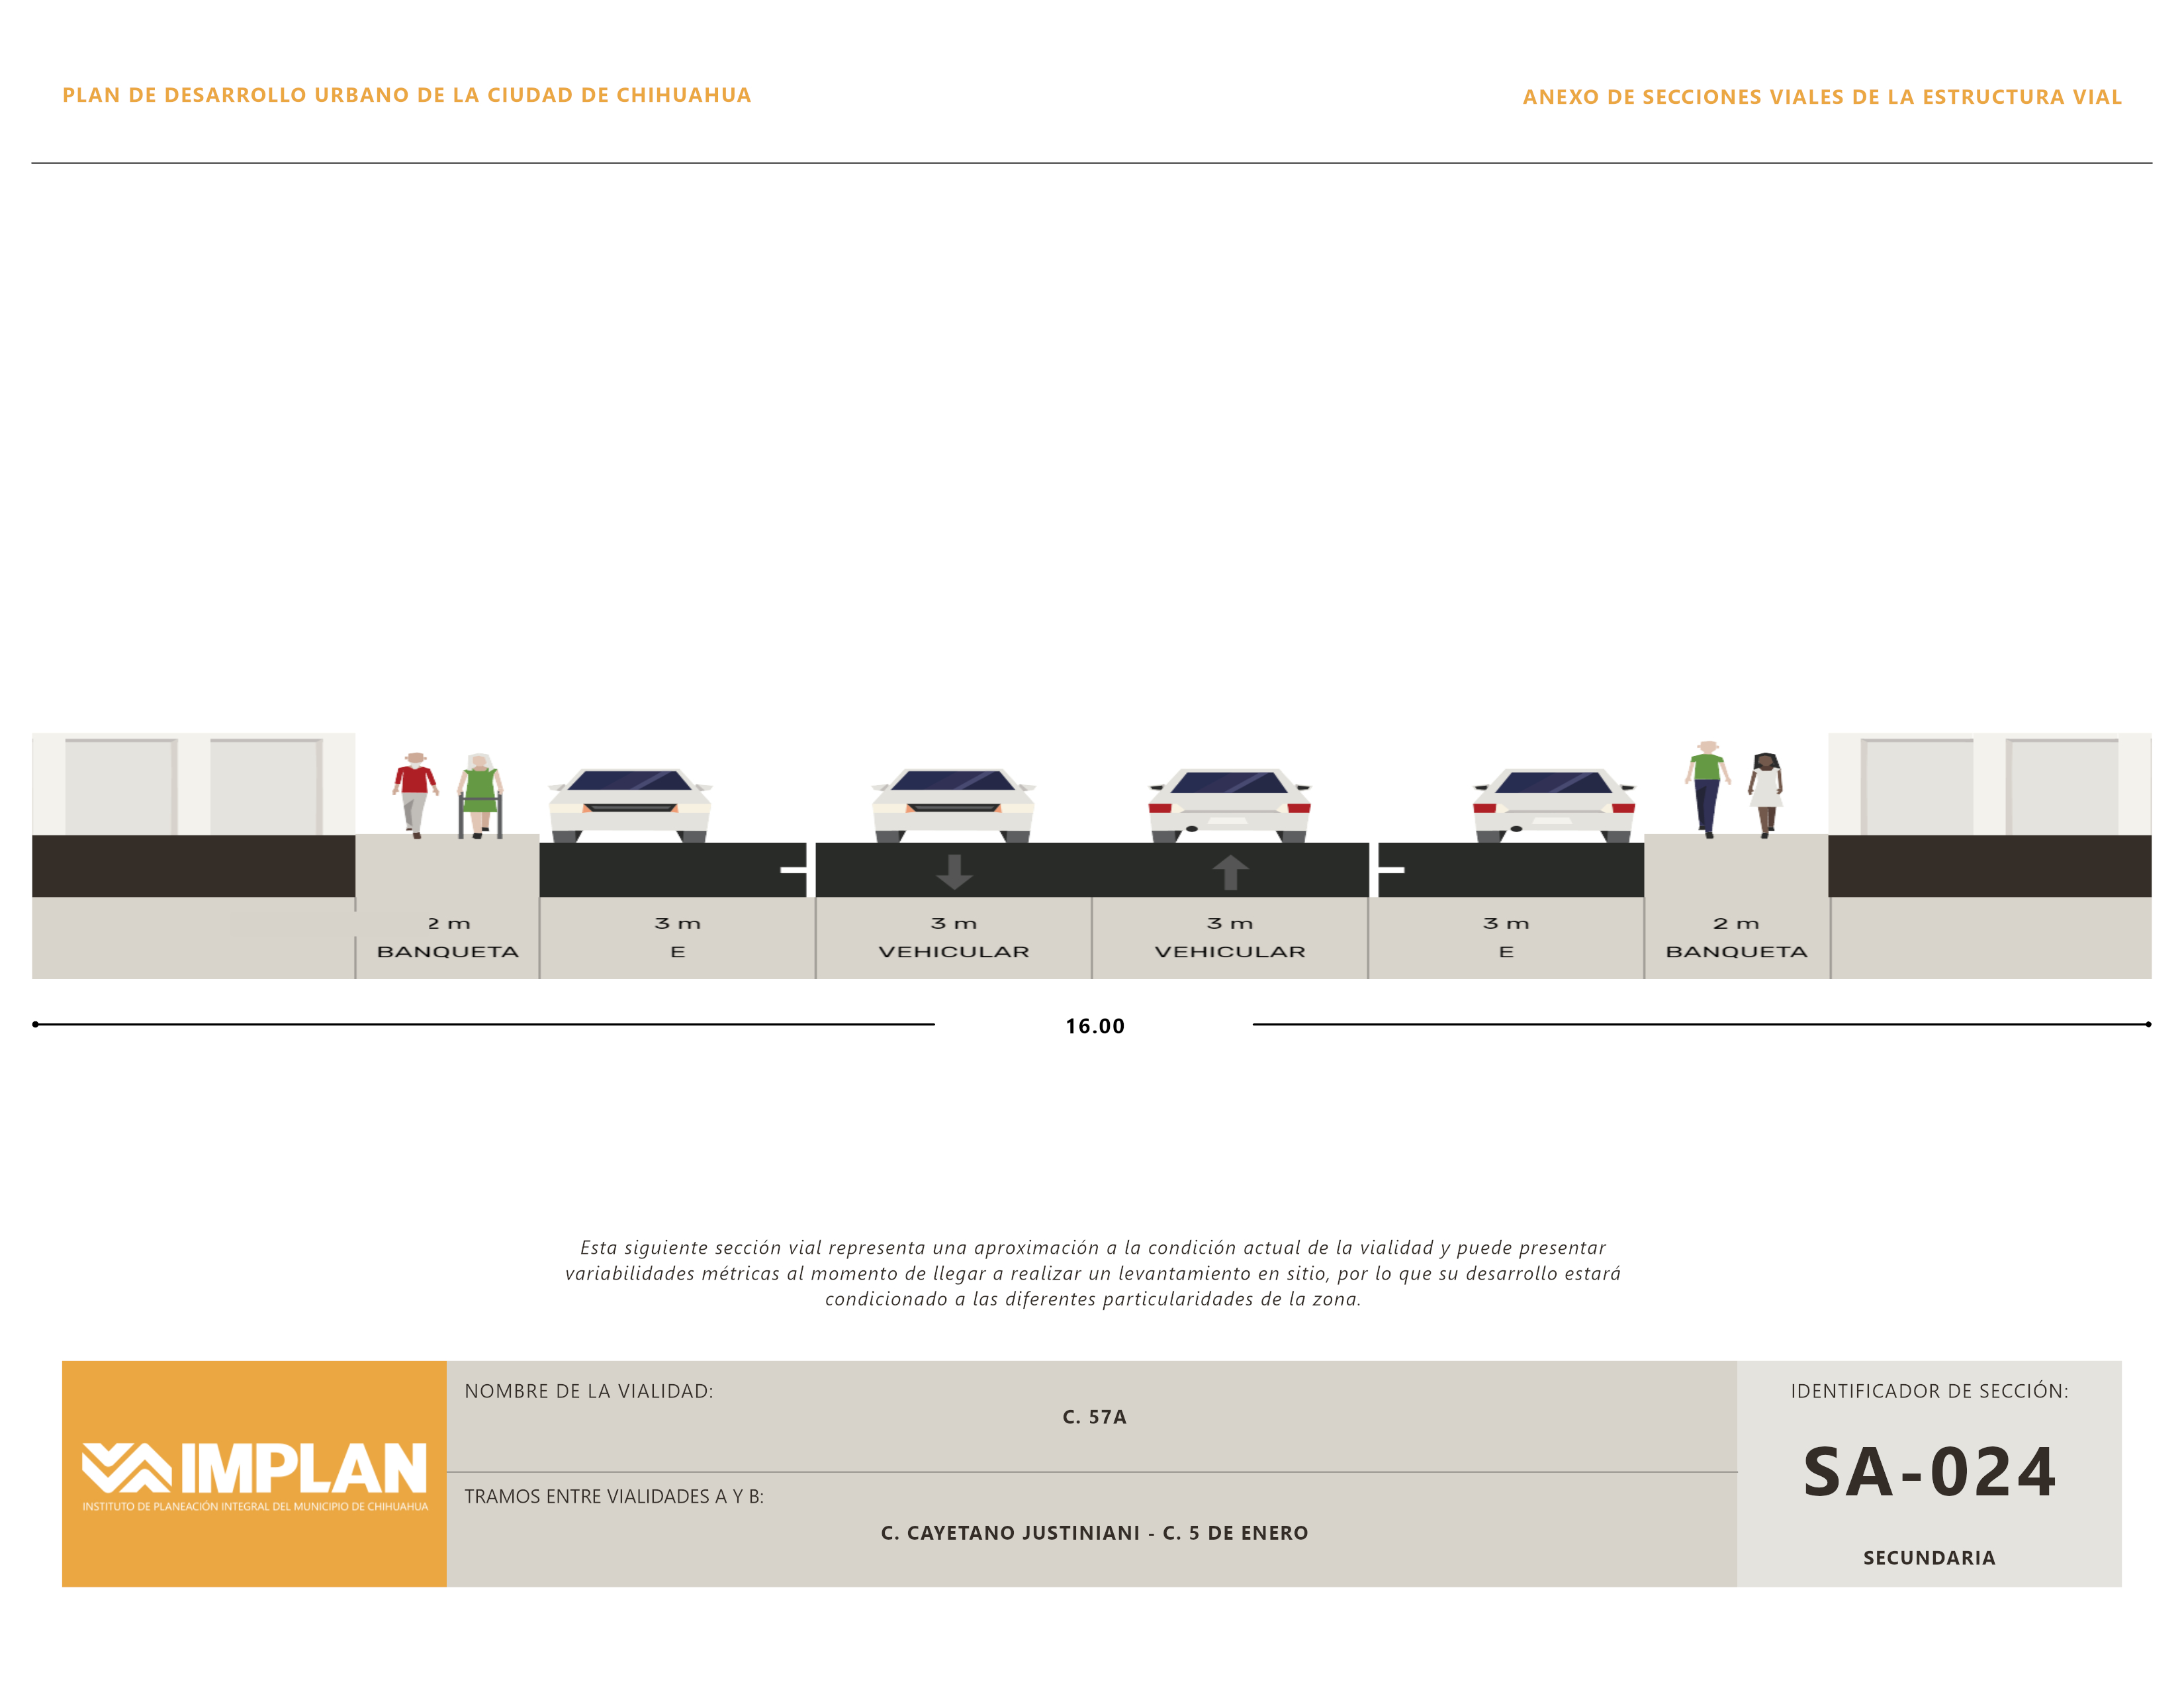 PLAN DE DESARROLLO URBANO DE LA CIUDAD DE CHIHUAHUA
ANEXO DE SECCIONES VIALES DE LA ESTRUCTURA VIAL
2 m 3 m 3 m 3 m 3 m 2 m
BANQUETA E VEHICULAR VEHICULAR E BANQUETA
16.00
Esta siguiente sección vial representa una aproximación a la condición actual de la vialidad y puede presentar
variabilidades métricas al momento de llegar a realizar un levantamiento en sitio, por lo que su desarrollo estará
condicionado a las diferentes particularidades de la zona.
IMPLAN
INSTITUTO DE PLANEACIÓN INTEGRAL DEL MUNICIPIO DE CHIHUAHUA
NOMBRE DE LA VIALIDAD:
C. 57A
TRAMOS ENTRE VIALIDADES A Y B:
C. CAYETANO JUSTINIANI - C. 5 DE ENERO
IDENTIFICADOR DE SECCIÓN:
SA-024
SECUNDARIA